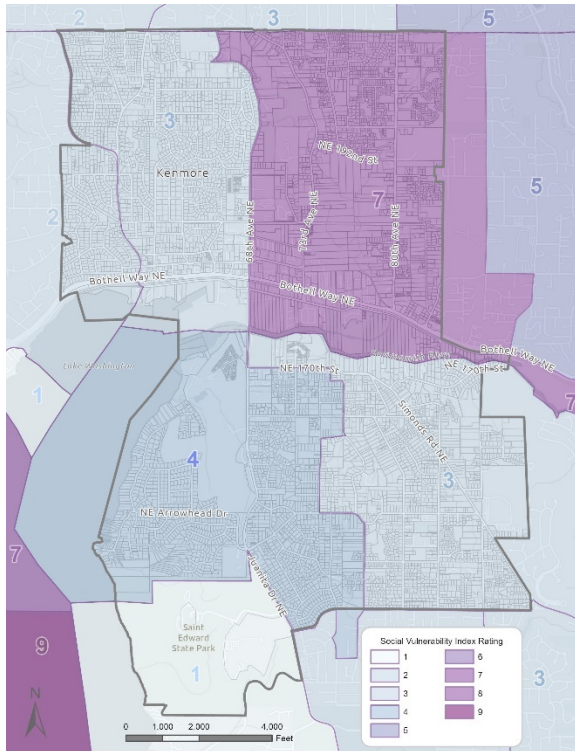 2
3
5
3
Kenmore
NE 192nd St
7
5
2
68th Ave NE
73rd Ave NE
80th Ave NE
Bothell Way NE
Bothell Way NE
Bothell Way NE
Lake Washington
NE 170th St
NE 170th St
1
7
Simonds Rd NE
4
3
NE Arrowhead Dr
7
Juanita Dr NE
Saint
Edward
State Park
1
9
3
N
0 1,000 2,000 4,000
Feet
Social Vulnerability Index Rating
1 6
2 7
3 8
4 9
5